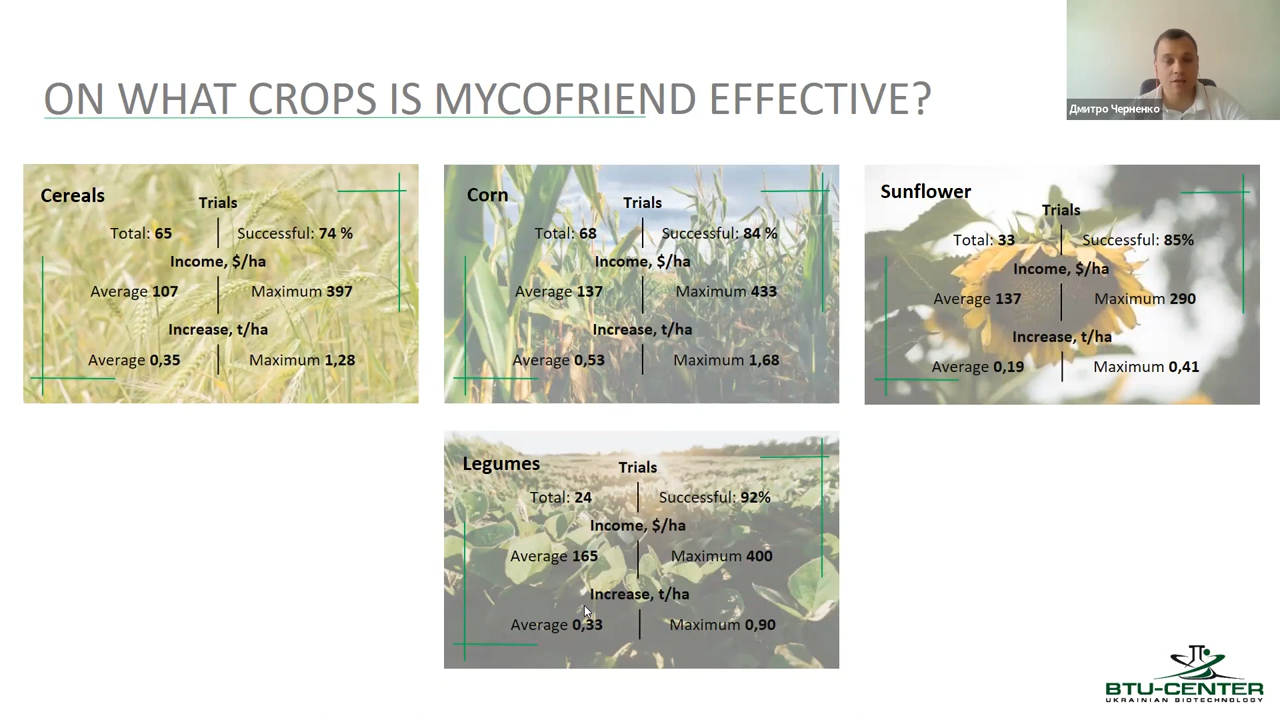 ON WHAT CROPS IS MYCOFRIEND EFFECTIVE?
Дмитро Черненко
Cereals
Trials
Total: 65
Successful: 74 %
Income, $/ha
Average 107
Maximum 397
Increase, t/ha
Average 0,35
Maximum 1,28
Corn
Trials
Total: 68
Successful: 84 %
Income, $/ha
Average 137
Maximum 433
Increase, t/ha
Average 0,53
Maximum 1,68
Sunflower
Trials
Total: 33
Successful: 85%
Income, $/ha
Average 137
Maximum 290
Increase, t/ha
Average 0,19
Maximum 0,41
Legumes
Trials
Total: 24
Successful: 92%
Income, $/ha
Average 165
Maximum 400
Increase, t/ha
Average 0,33
Maximum 0,90
BTU-CENTER
UKRAINIAN BIOTECHNOLOGY